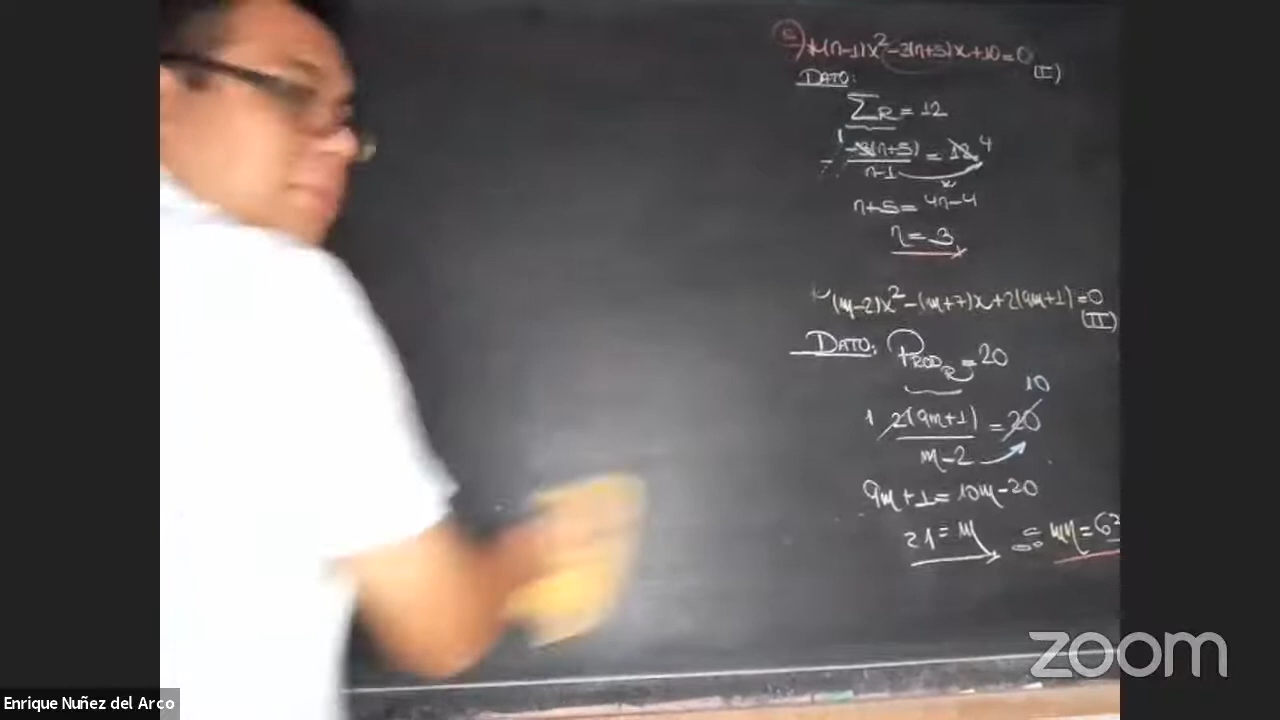 5) (n-1)x²-3(n+5)x+10=0
(I)
DATO:
ΣR = 12
-3(n+5) = 12 4
n-1
n+5=4n-4
n=3
(m-2)x²-(m+7)x+2(9m+1)=0
(II)
DATO: PROD R = 20
10
1 2(9m+1) = 20
m-2
9m+1=10m-20
21=m ∴ mn=63
zoom
Enrique Nuñez del Arco